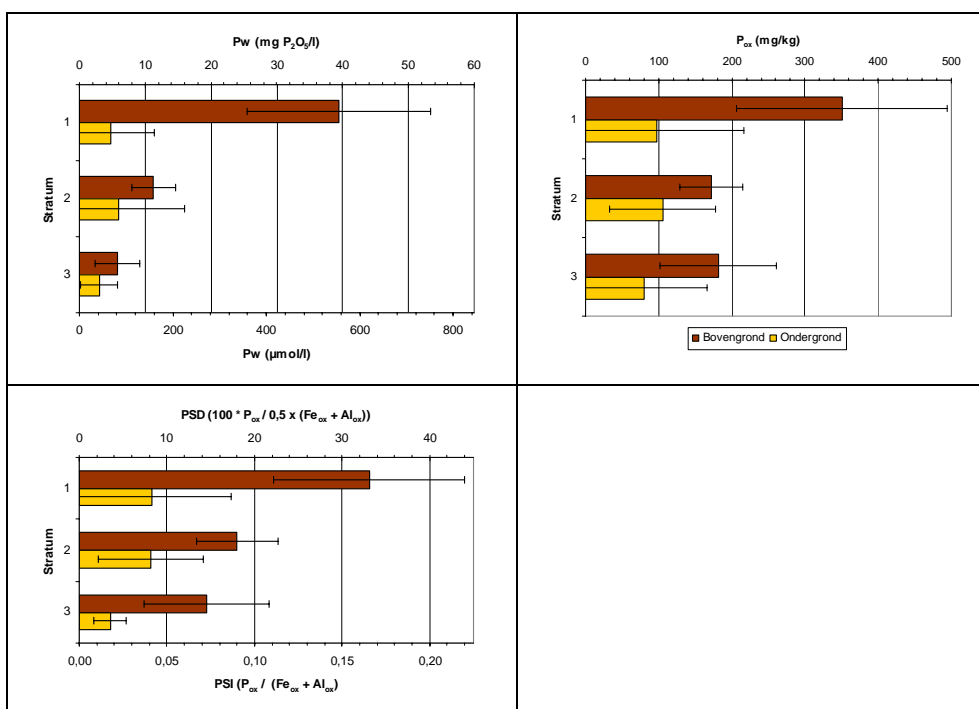 Pw (mg P₂O₅/l)
0 10 20 30 40 50 60
Stratum
1
2
3
0 200 400 600 800
Pw (µmol/l)
Pₒₓ (mg/kg)
0 100 200 300 400 500
Stratum
1
2
3
Bovengrond Ondergrond
PSD (100 * Pₒₓ / 0,5 x (Feₒₓ + Alₒₓ))
0 10 20 30 40
Stratum
1
2
3
0,00 0,05 0,10 0,15 0,20
PSI (Pₒₓ / (Feₒₓ + Alₒₓ)